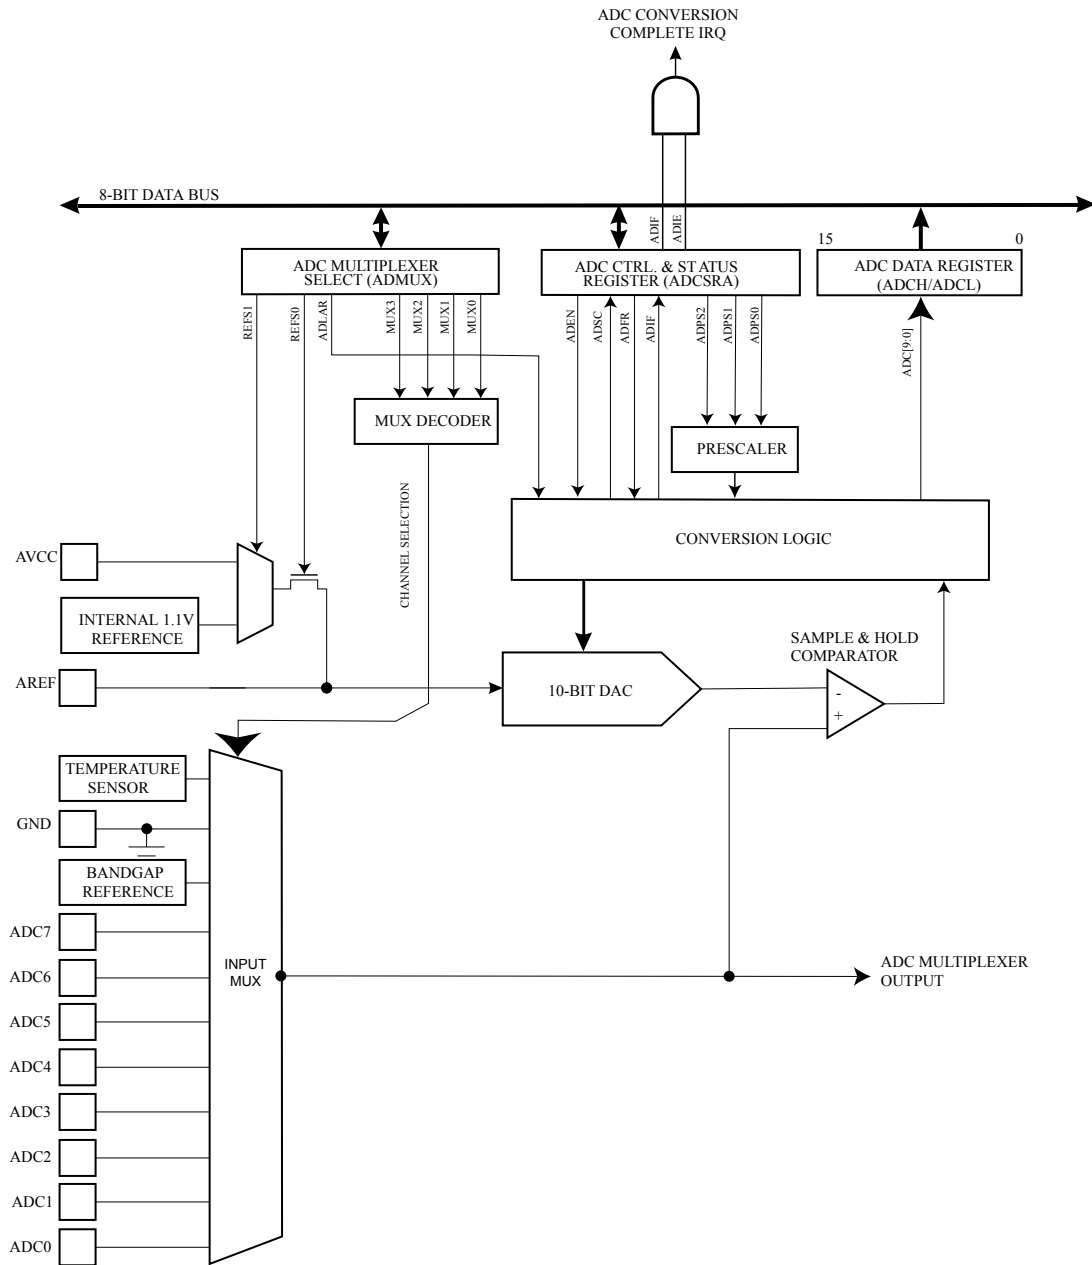 ADC CONVERSION
COMPLETE IRQ
8-BIT DATA BUS
ADIF
ADIE
15
0
ADC MULTIPLEXER
SELECT (ADMUX)
ADC CTRL. & STATUS
REGISTER (ADCSRA)
ADC DATA REGISTER
(ADCH/ADCL)
REFS1
REFS0
ADLAR
MUX3
MUX2
MUX1
MUX0
ADEN
ADSC
ADFR
ADIF
ADPS2
ADPS1
ADPS0
ADC[9:0]
MUX DECODER
PRESCALER
CHANNEL SELECTION
CONVERSION LOGIC
AVCC
INTERNAL 1.1V
REFERENCE
SAMPLE & HOLD
COMPARATOR
AREF
10-BIT DAC
-
+
TEMPERATURE
SENSOR
GND
BANDGAP
REFERENCE
ADC7
ADC6
ADC5
ADC4
ADC3
ADC2
ADC1
ADC0
INPUT
MUX
ADC MULTIPLEXER
OUTPUT